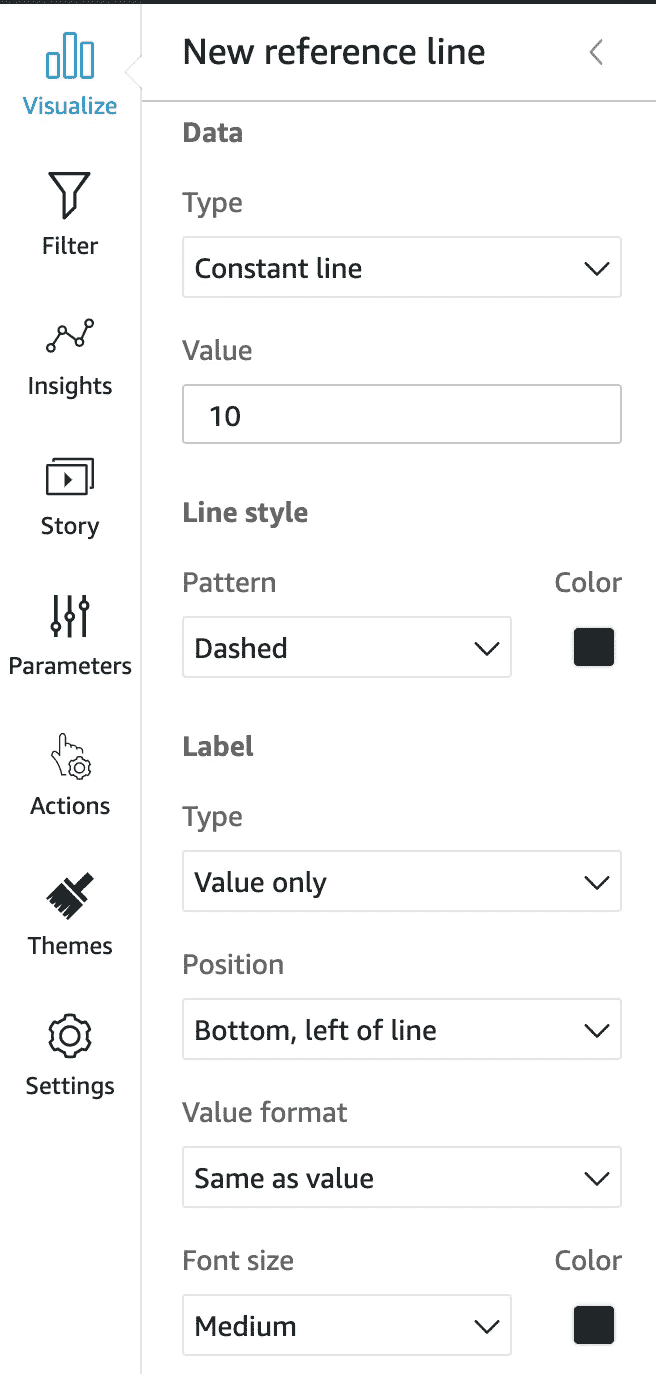 Visualize
Filter
Insights
Story
Parameters
Actions
Themes
Settings
New reference line
Data
Type
Constant line
Value
10
Line style
Pattern Color
Dashed
Label
Type
Value only
Position
Bottom, left of line
Value format
Same as value
Font size Color
Medium